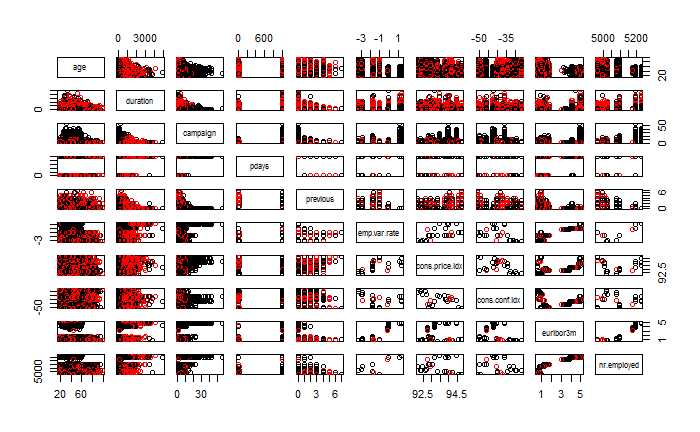 0 3000 0 600 -3 -1 1 -50 -35 5000 5200
age 20
0 duration
campaign 0 50
0 pdays
previous 0 6
-3 emp.var.rate
cons.price.idx 92.5
-50 cons.conf.idx
euribor3m 1 5
5000 nr.employed
20 60 0 30 0 3 6 92.5 94.5 1 3 5